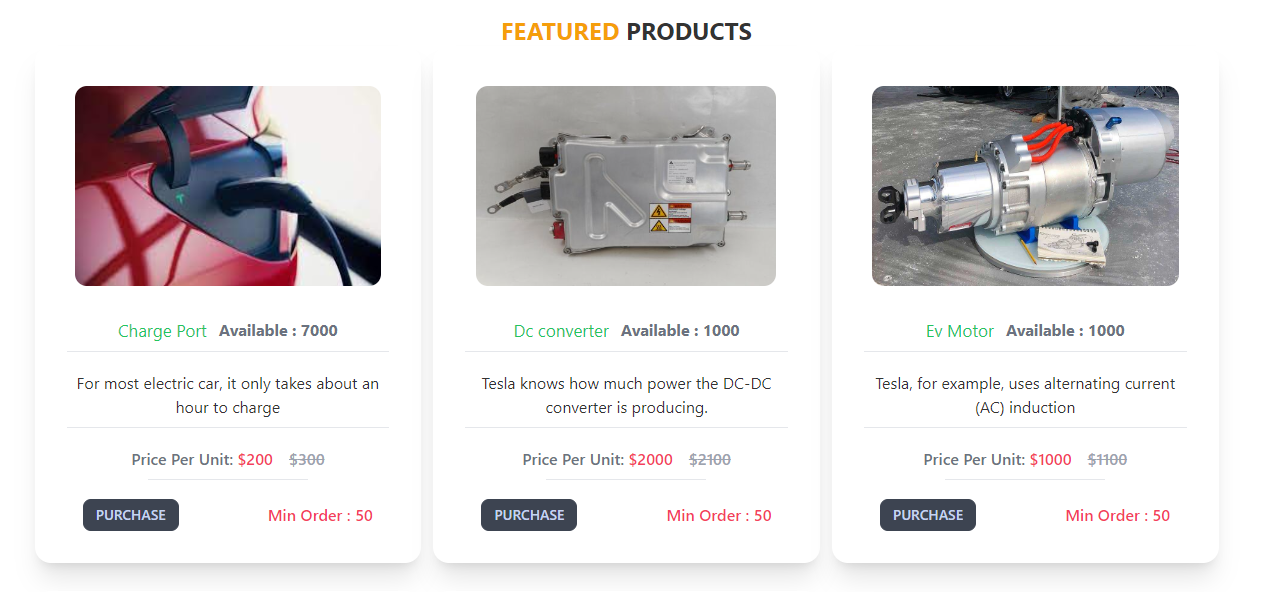 FEATURED PRODUCTS
Charge Port Available : 7000
For most electric car, it only takes about an
hour to charge
Price Per Unit: $200 $300
PURCHASE Min Order : 50
Dc converter Available : 1000
Tesla knows how much power the DC-DC
converter is producing.
Price Per Unit: $2000 $2100
PURCHASE Min Order : 50
Ev Motor Available : 1000
Tesla, for example, uses alternating current
(AC) induction
Price Per Unit: $1000 $1100
PURCHASE Min Order : 50